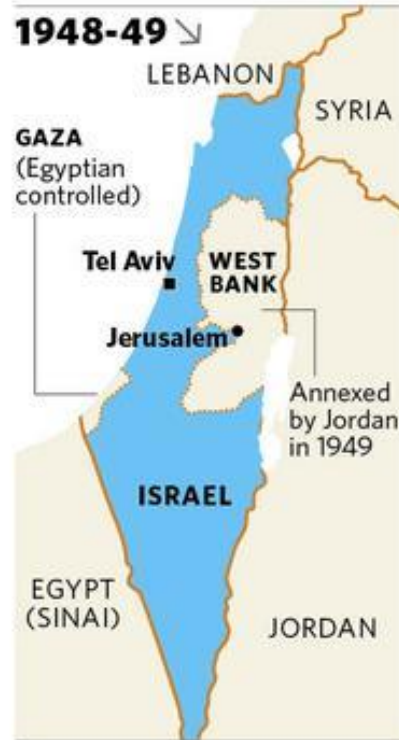 1948-49 ↘
LEBANON
SYRIA
GAZA
(Egyptian
controlled)
Tel Aviv
WEST
BANK
Jerusalem
Annexed
by Jordan
in 1949
ISRAEL
EGYPT
(SINAI)
JORDAN